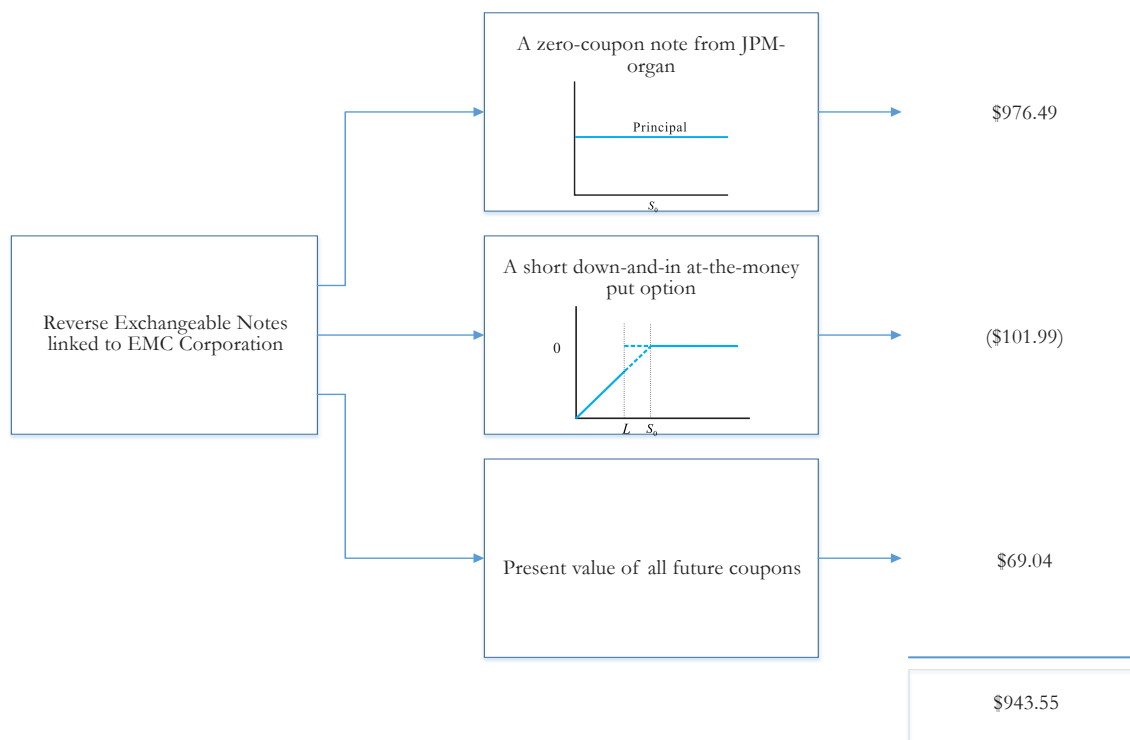 A zero-coupon note from JPM-
organ
Principal
S₀
$976.49
Reverse Exchangeable Notes
linked to EMC Corporation
A short down-and-in at-the-money
put option
0
L
S₀
($101.99)
Present value of all future coupons
$69.04
$943.55